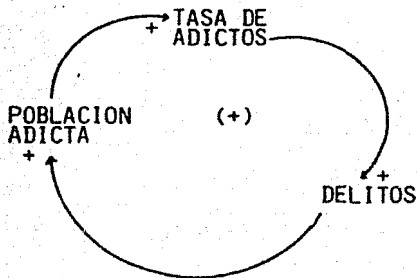 TASA DE
+ ADICTOS
POBLACION (+)
ADICTA
+
+
DELITOS